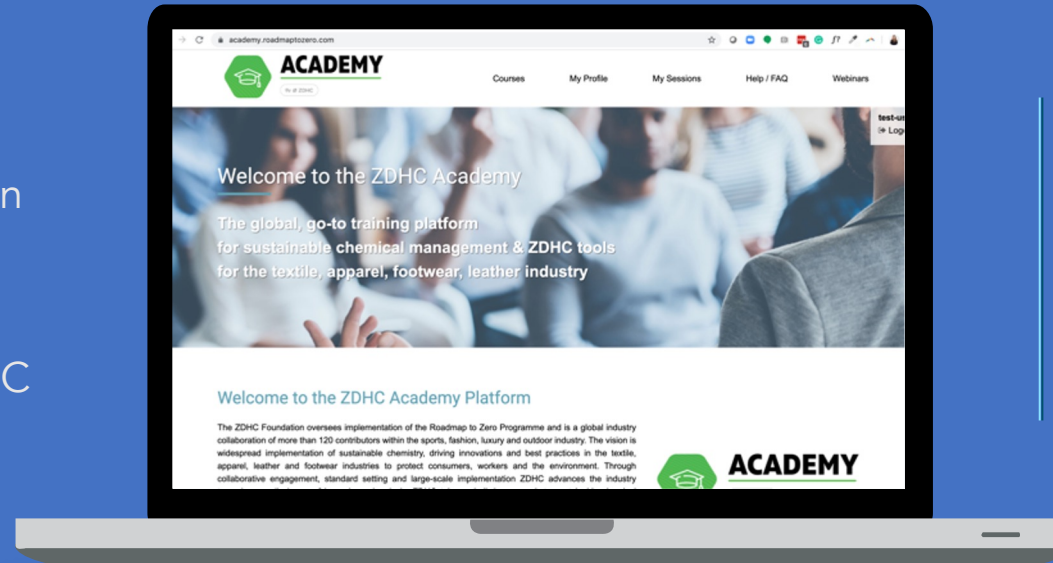 n
C
academy.roadmaptozero.com
ACADEMY
Courses
My Profile
My Sessions
Help / FAQ
Webinars
test-us
Logo
Welcome to the ZDHC Academy
The global, go-to training platform
for sustainable chemical management & ZDHC tools
for the textile, apparel, footwear, leather industry
Welcome to the ZDHC Academy Platform
The ZDHC Foundation oversees implementation of the Roadmap to Zero Programme and is a global industry
collaboration of more than 120 contributors within the sports, fashion, luxury and outdoor industry. The vision is
widespread implementation of sustainable chemistry, driving innovations and best practices in the textile,
apparel, leather and footwear industries to protect consumers, workers and the environment. Through
collaborative engagement, standard setting and large-scale implementation ZDHC advances the industry
ACADEMY